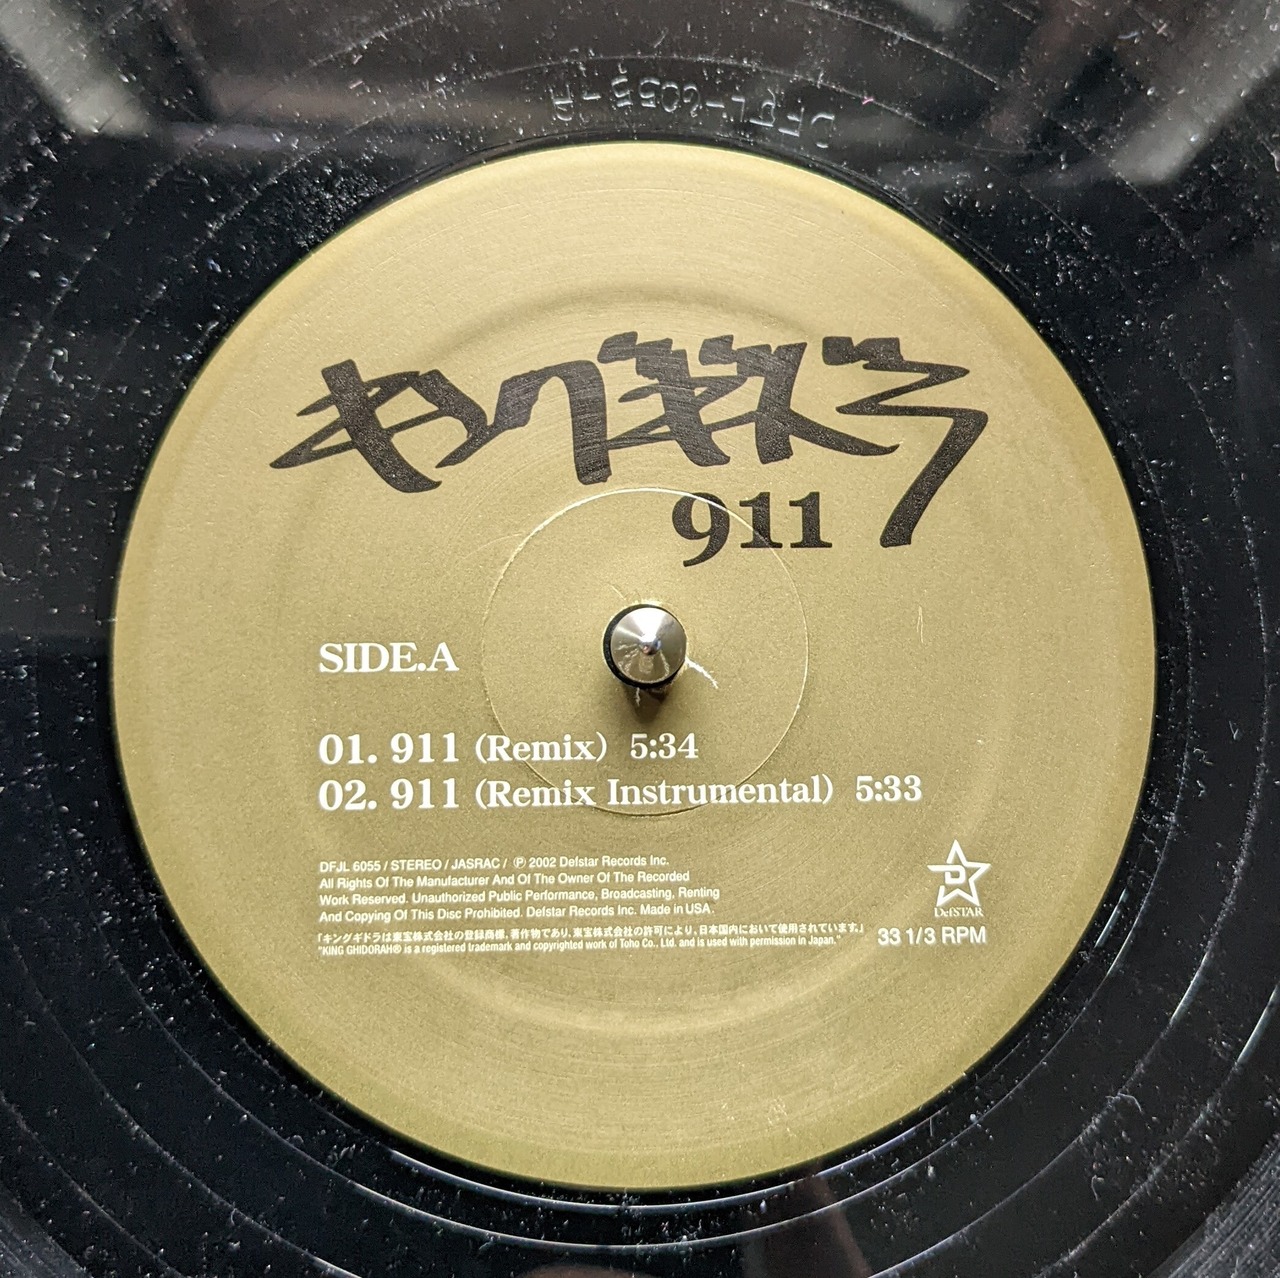 DFJL-6055-A
キングギドラ
911
SIDE.A
01. 911 (Remix) 5:34
02. 911 (Remix Instrumental) 5:33
DFJL 6055 / STEREO / JASRAC / Ⓟ 2002 Defstar Records Inc.
All Rights Of The Manufacturer And Of The Owner Of The Recorded
Work Reserved. Unauthorized Public Performance, Broadcasting, Renting
And Copying Of This Disc Prohibited. Defstar Records Inc. Made in USA.
「キングギドラは東宝株式会社の登録商標、著作物であり、東宝株式会社の許可により、日本国内において使用されています。」
"KING GHIDORAH® is a registered trademark and copyrighted work of Toho Co., Ltd. and is used with permission in Japan."
D
DefSTAR
33 1/3 RPM